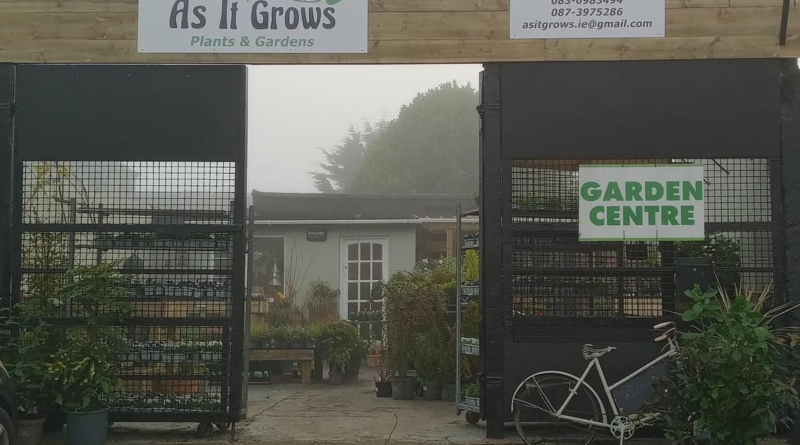 As It Grows
Plants & Gardens
087-3975286
asitgrows.ie@gmail.com
GARDEN
CENTRE